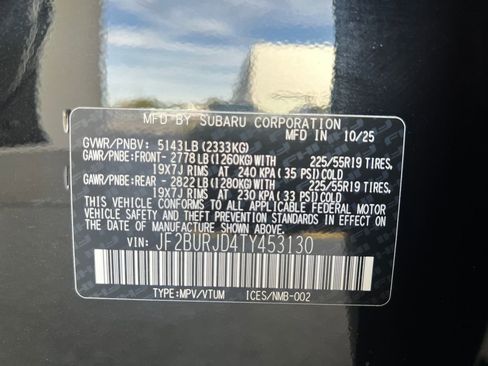 MFD BY SUBARU CORPORATION
MFD IN 10/25
GVWR/PNBV: 5143LB(2333KG)
GAWR/PNBE:FRONT- 2778LB(1260KG)WITH 225/55R19 TIRES,
19X7J RIMS AT 240 KPA(35 PSI)COLD
GAWR/PNBE:REAR - 2822LB(1280KG)WITH 225/55R19 TIRES,
19X7J RIMS AT 230 KPA(33 PSI)COLD
THIS VEHICLE CONFORMS TO ALL APPLICABLE FEDERAL MOTOR
VEHICLE SAFETY AND THEFT PREVENTION STANDARDS IN EFFECT ON
THE DATE OF MANUFACTURE SHOWN ABOVE.
VIN: JF2BURJD4TY453130
TYPE:MPV/VTUM ICES/NMB-002